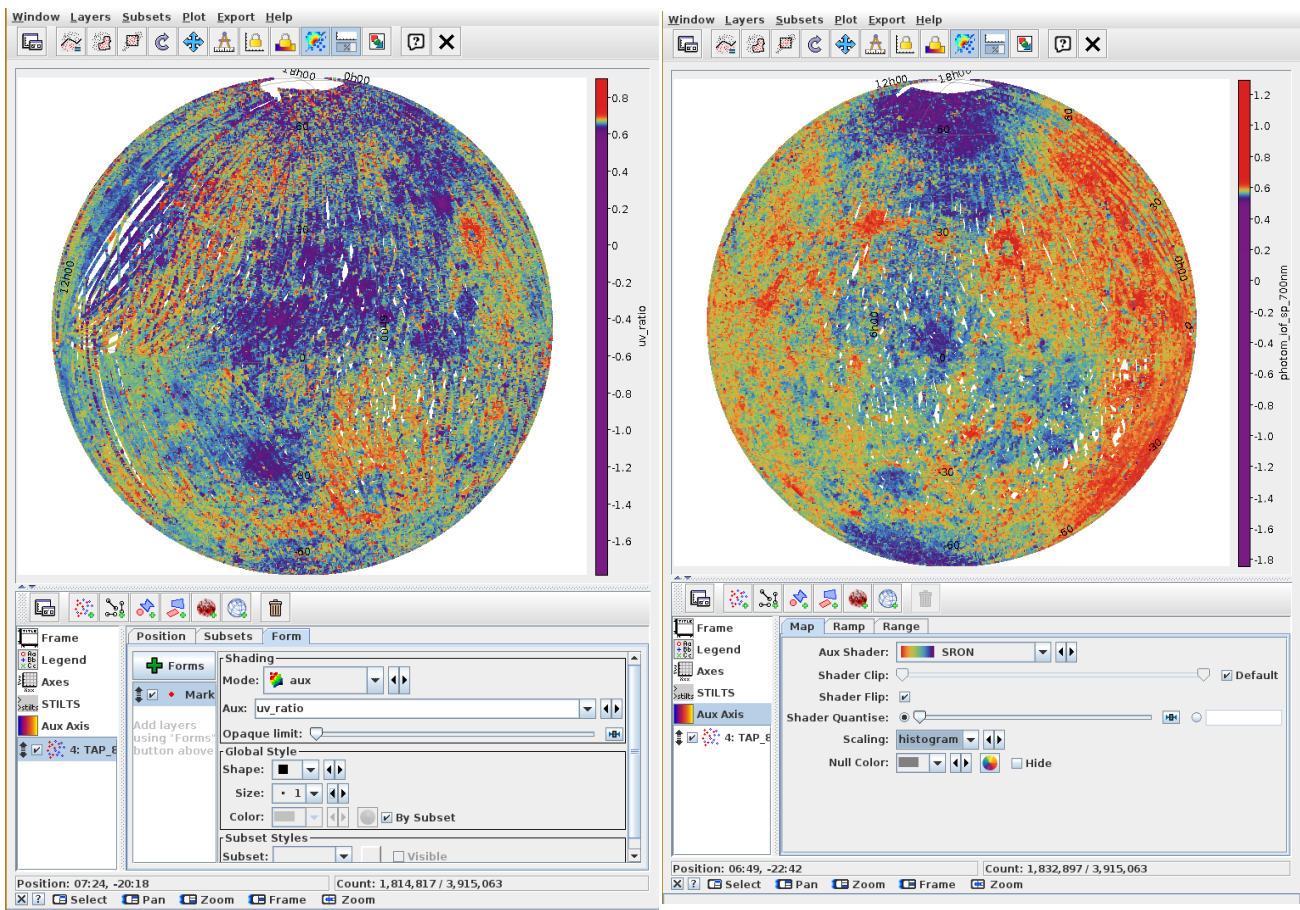 Window Layers Subsets Plot Export Help
18h00 0h00
60
12h00
30
6h00
0
-30
-60
0.8
0.6
0.4
0.2
0
-0.2
-0.4
-0.6
-0.8
-1.0
-1.2
-1.4
-1.6
uv_ratio
Frame
Legend
Axes
STILTS
Aux Axis
4: TAP_8
Position Subsets Form
Forms
Mark
Add layers
using "Forms"
button above
Shading
Mode: aux
Aux: uv_ratio
Opaque limit:
Global Style
Shape:
Size: 1
Color: By Subset
Subset Styles
Subset: Visible
Position: 07:24, -20:18 Count: 1,814,817 / 3,915,063
Select Pan Zoom Frame Zoom
Window Layers Subsets Plot Export Help
12h00 18h00
60
60
30
30
0h00
6h00
0
0
-30
-30
-60
-60
1.2
1.0
0.8
0.6
0.4
0.2
0
-0.2
-0.4
-0.6
-0.8
-1.0
-1.2
-1.4
-1.6
-1.8
photom_iof_sp_700nm
Frame
Legend
Axes
STILTS
Aux Axis
4: TAP_8
Map Ramp Range
Aux Shader: SRON
Shader Clip: Default
Shader Flip:
Shader Quantise:
Scaling: histogram
Null Color: Hide
Position: 06:49, -22:42 Count: 1,832,897 / 3,915,063
Select Pan Zoom Frame Zoom